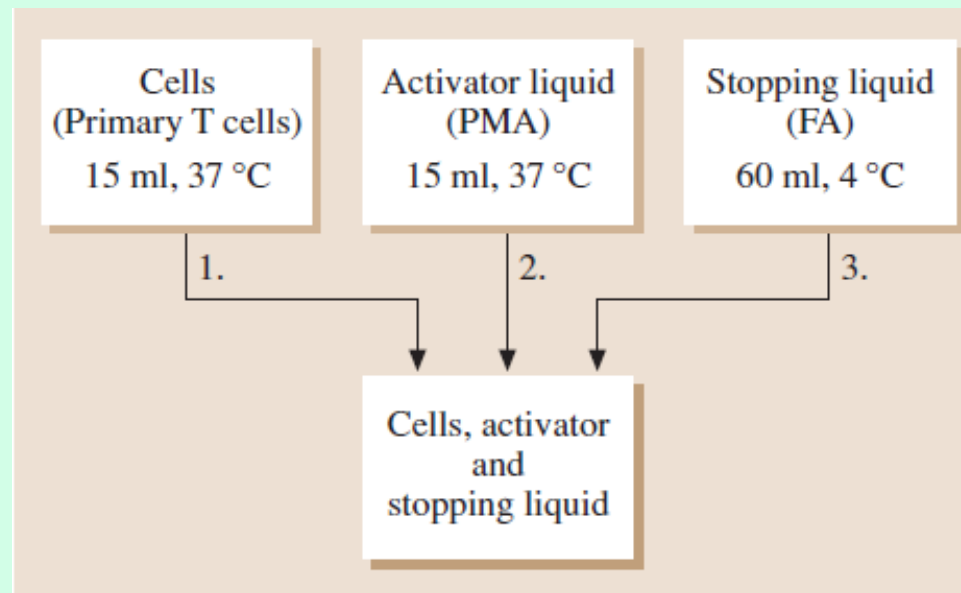 Cells
(Primary T cells)
15 ml, 37 °C
Activator liquid
(PMA)
15 ml, 37 °C
Stopping liquid
(FA)
60 ml, 4 °C
1.
2.
3.
Cells, activator
and
stopping liquid